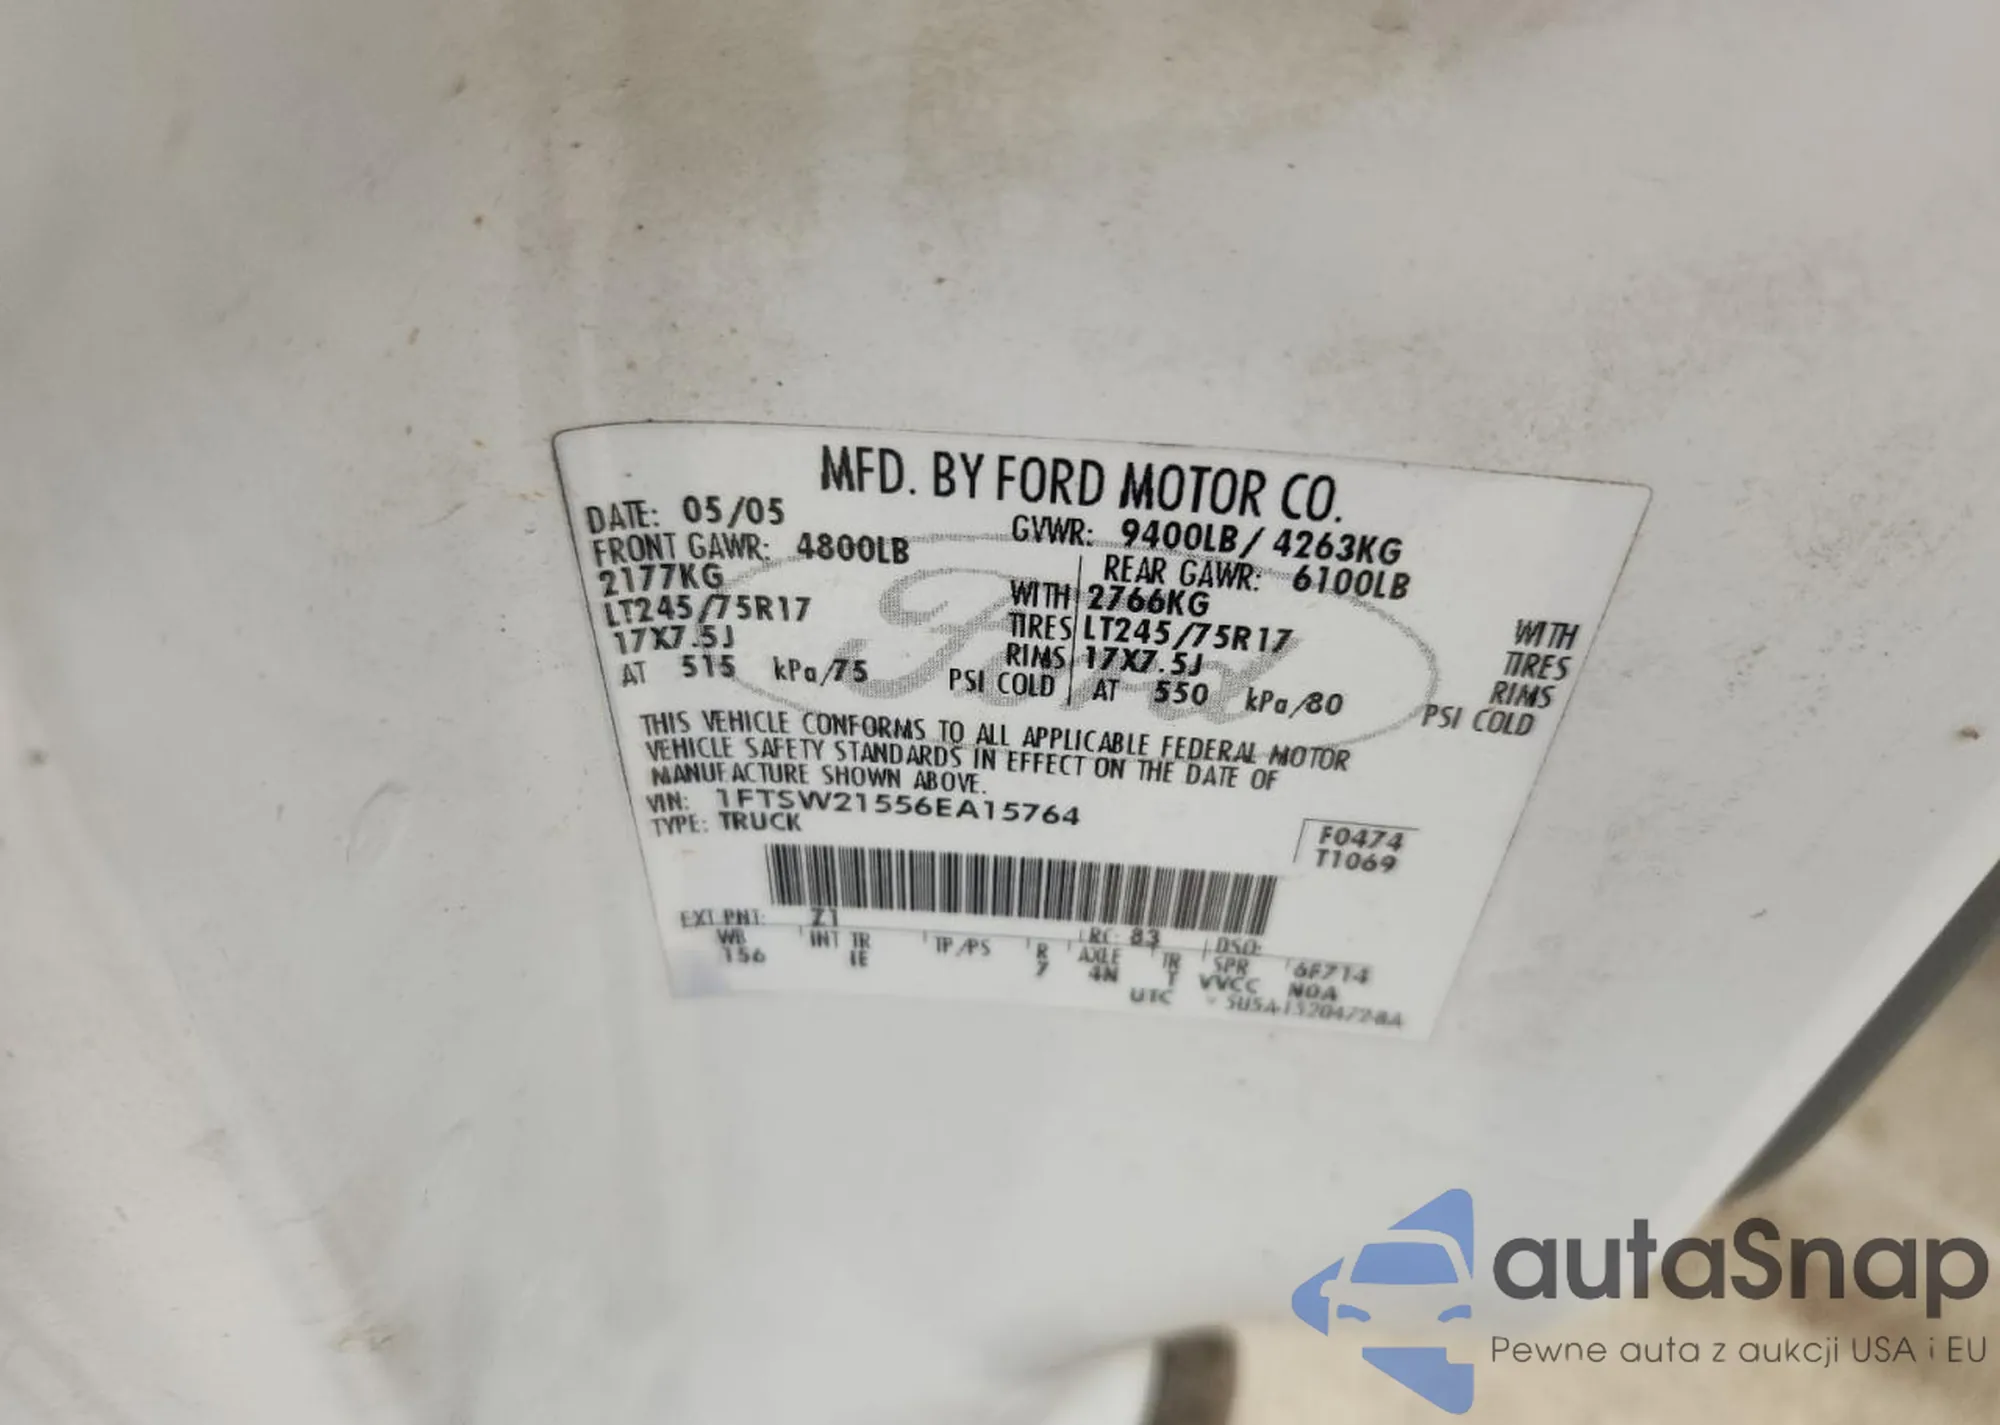 MFD. BY FORD MOTOR CO.
DATE: 05/05 GVWR: 9400LB/ 4263KG
FRONT GAWR: 4800LB REAR GAWR: 6100LB
2177KG WITH 2766KG WITH
LT245/75R17 TIRES LT245/75R17 TIRES
17X7.5J RIMS 17X7.5J RIMS
AT 515 kPa/75 PSI COLD AT 550 kPa/80 PSI COLD
Ford
THIS VEHICLE CONFORMS TO ALL APPLICABLE FEDERAL MOTOR
VEHICLE SAFETY STANDARDS IN EFFECT ON THE DATE OF
MANUFACTURE SHOWN ABOVE.
VIN: 1FTSW21556EA15764
TYPE: TRUCK
F0474
T1069
EXT PNT: Z1 RC: 83 DSO:
WB INT TR TP/PS R AXLE TR SPR 6F714
156 IE 7 4N T VVCC NOA
UTC
autaSnap
Pewne auta z aukcji USA i EU